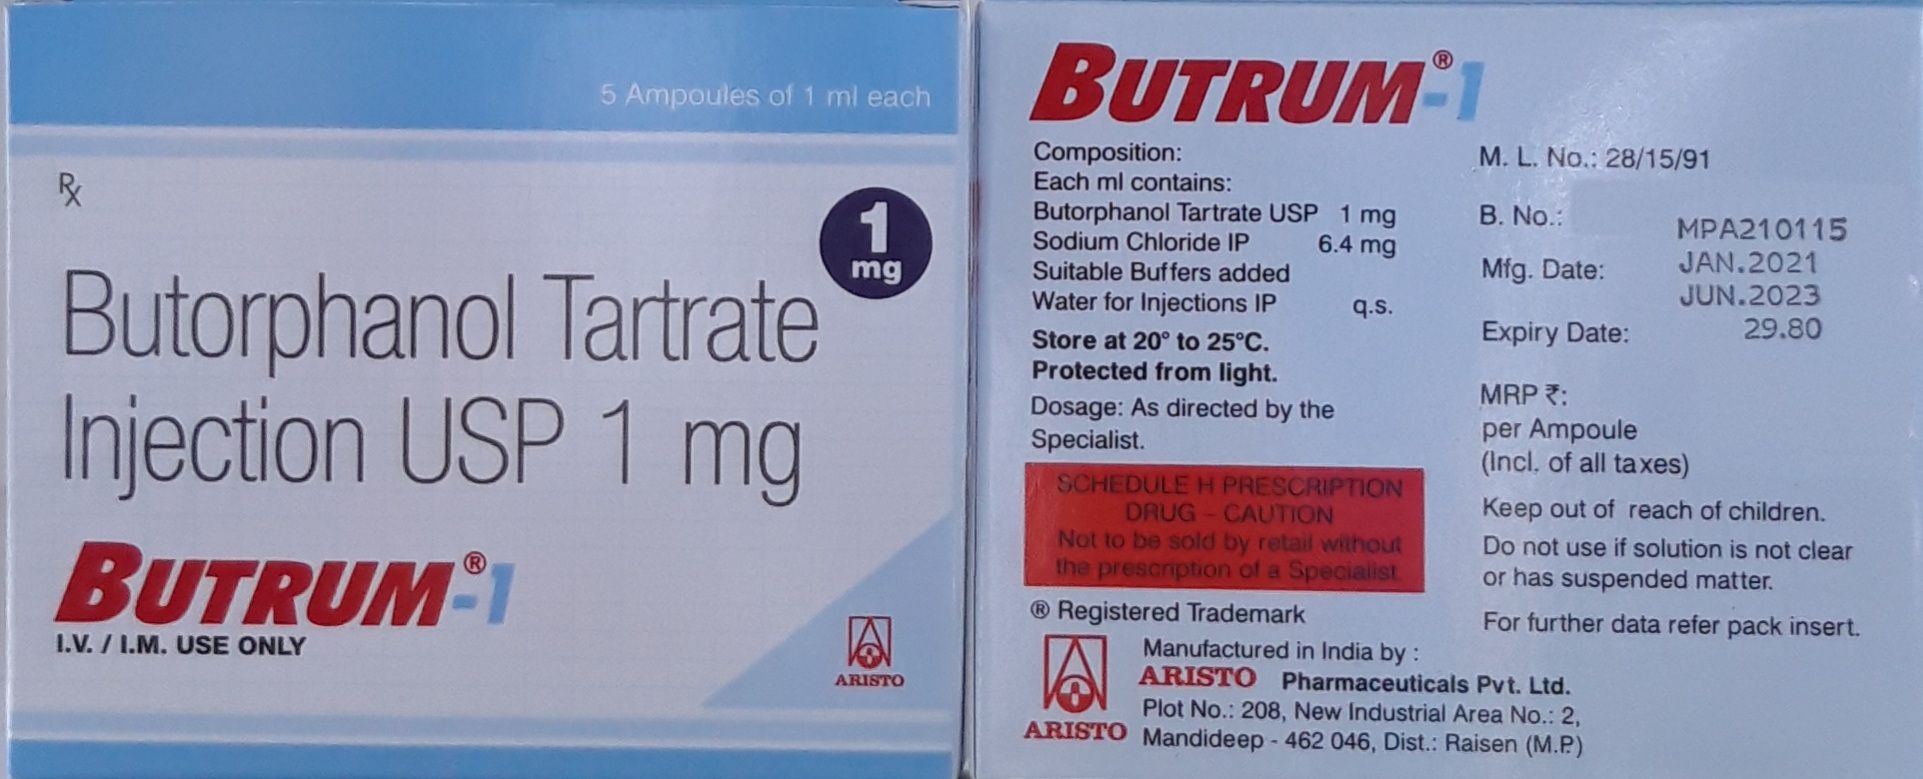 5 Ampoules of 1 ml each
Rx
1
mg
Butorphanol Tartrate
Injection USP 1 mg
BUTRUM®-1
I.V. / I.M. USE ONLY
ARISTO
BUTRUM®-1
Composition:
Each ml contains:
Butorphanol Tartrate USP 1 mg
Sodium Chloride IP 6.4 mg
Suitable Buffers added
Water for Injections IP q.s.
Store at 20° to 25°C.
Protected from light.
Dosage: As directed by the
Specialist.
SCHEDULE H PRESCRIPTION
DRUG – CAUTION
Not to be sold by retail without
the prescription of a Specialist.
® Registered Trademark
ARISTO
Manufactured in India by :
ARISTO Pharmaceuticals Pvt. Ltd.
Plot No.: 208, New Industrial Area No.: 2,
Mandideep - 462 046, Dist.: Raisen (M.P.)
M. L. No.: 28/15/91
B. No.: MPA210115
Mfg. Date: JAN.2021
JUN.2023
Expiry Date: 29.80
MRP ₹:
per Ampoule
(Incl. of all taxes)
Keep out of reach of children.
Do not use if solution is not clear
or has suspended matter.
For further data refer pack insert.